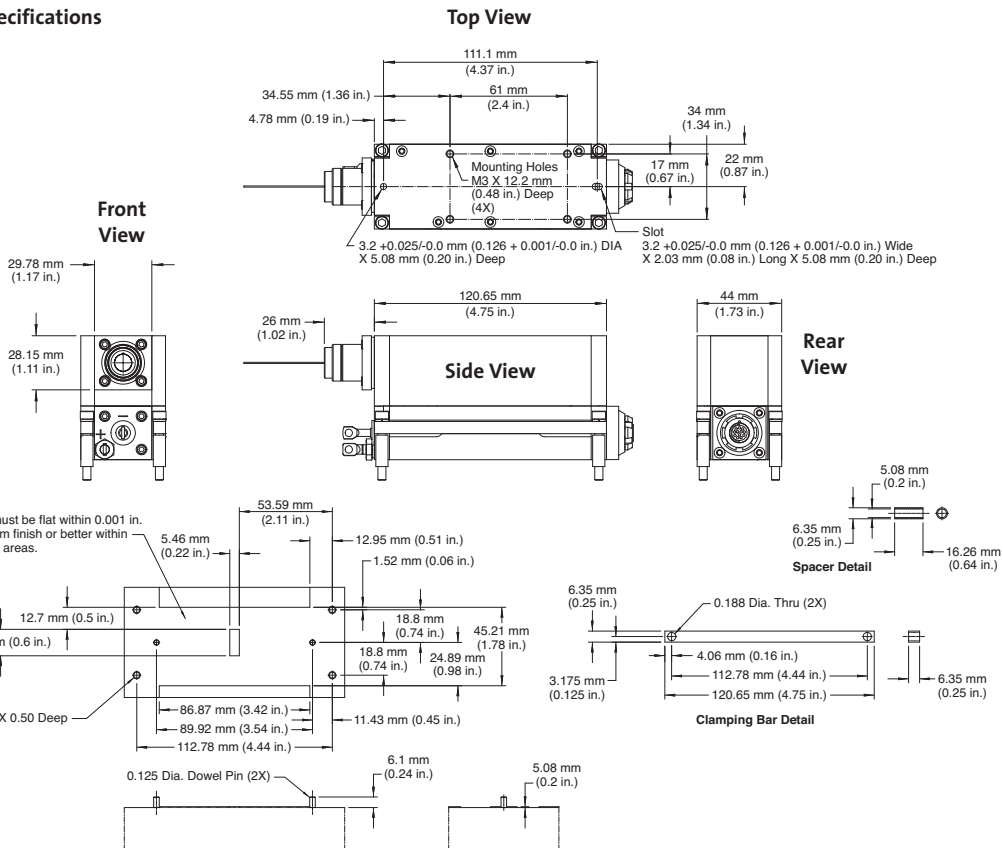 Top View
111.1 mm
(4.37 in.)
34.55 mm (1.36 in.)
61 mm
(2.4 in.)
4.78 mm (0.19 in.)
34 mm
(1.34 in.)
17 mm
(0.67 in.)
22 mm
(0.87 in.)
Mounting Holes
M3 X 12.2 mm
(0.48 in.) Deep
(4X)
3.2 +0.025/-0.0 mm (0.126 + 0.001/-0.0 in.) DIA
X 5.08 mm (0.20 in.) Deep
Slot
3.2 +0.025/-0.0 mm (0.126 + 0.001/-0.0 in.) Wide
X 2.03 mm (0.08 in.) Long X 5.08 mm (0.20 in.) Deep
Front
View
29.78 mm
(1.17 in.)
28.15 mm
(1.11 in.)
+
−
120.65 mm
(4.75 in.)
26 mm
(1.02 in.)
Side View
44 mm
(1.73 in.)
Rear
View
must be flat within 0.001 in.
finish or better within
areas.
53.59 mm
(2.11 in.)
5.46 mm
(0.22 in.)
12.95 mm (0.51 in.)
1.52 mm (0.06 in.)
12.7 mm (0.5 in.)
(0.6 in.)
18.8 mm
(0.74 in.)
45.21 mm
(1.78 in.)
18.8 mm
(0.74 in.)
24.89 mm
(0.98 in.)
X 0.50 Deep
86.87 mm (3.42 in.)
11.43 mm (0.45 in.)
89.92 mm (3.54 in.)
112.78 mm (4.44 in.)
0.125 Dia. Dowel Pin (2X)
6.1 mm
(0.24 in.)
5.08 mm
(0.2 in.)
5.08 mm
(0.2 in.)
6.35 mm
(0.25 in.)
16.26 mm
(0.64 in.)
Spacer Detail
6.35 mm
(0.25 in.)
0.188 Dia. Thru (2X)
4.06 mm (0.16 in.)
3.175 mm
(0.125 in.)
112.78 mm (4.44 in.)
120.65 mm (4.75 in.)
6.35 mm
(0.25 in.)
Clamping Bar Detail